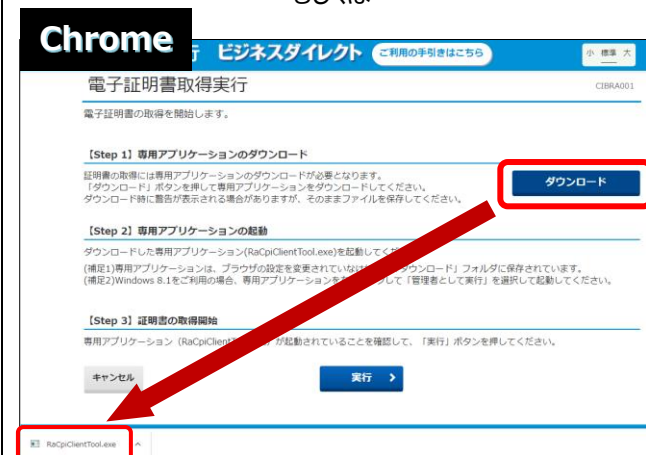 Chrome
ビジネスダイレクト ご利用の手引きはこちら 小 標準 大
電子証明書取得実行 CIBRA001
電子証明書の取得を開始します。
【Step 1】専用アプリケーションのダウンロード
証明書の取得には専用アプリケーションのダウンロードが必要となります。
「ダウンロード」ボタンを押して専用アプリケーションをダウンロードしてください。
ダウンロード時に警告が表示される場合がありますが、そのままファイルを保存してください。
ダウンロード
【Step 2】専用アプリケーションの起動
ダウンロードした専用アプリケーション(RaCpiClientTool.exe)を起動してくだ
(補足1)専用アプリケーションは、ブラウザの設定を変更されていなけ ダウンロード」フォルダに保存されています。
(補足2)Windows 8.1をご利用の場合、専用アプリケーションを クして「管理者として実行」を選択して起動してください。
【Step 3】証明書の取得開始
専用アプリケーション（RaCpiClientT が起動されていることを確認して、「実行」ボタンを押してください。
キャンセル 実行
RaCpiClientTool.exe